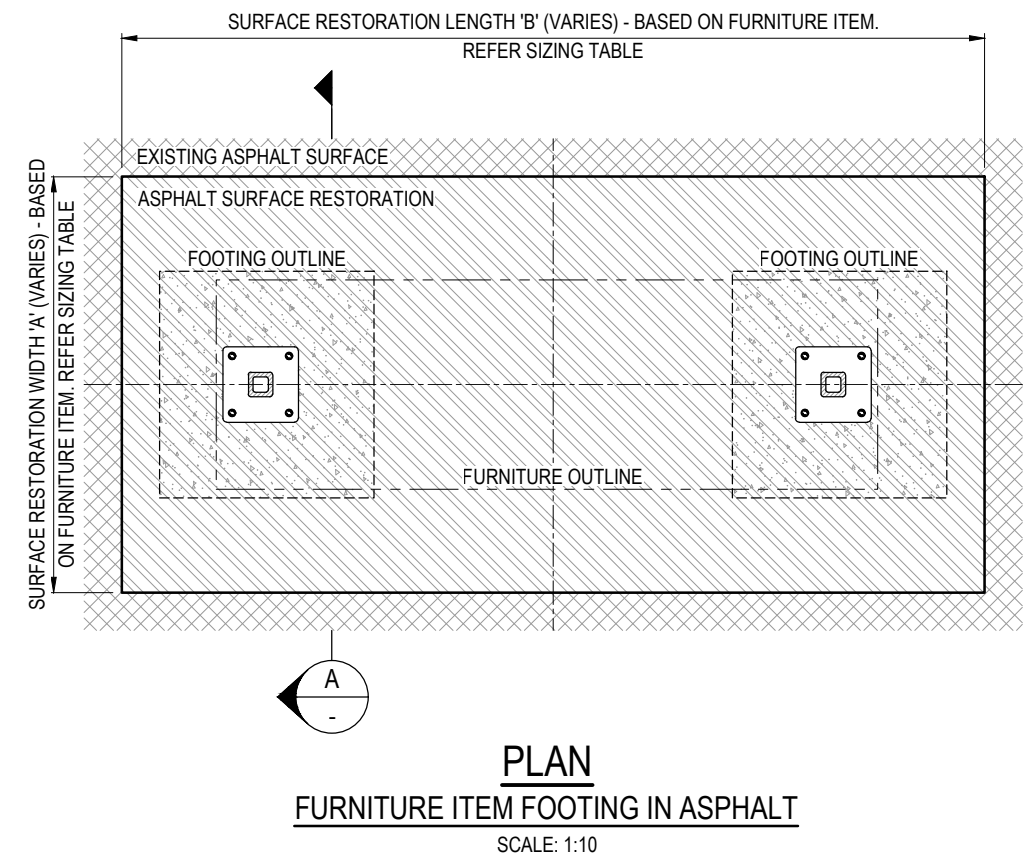 SURFACE RESTORATION LENGTH 'B' (VARIES) - BASED ON FURNITURE ITEM.
REFER SIZING TABLE
SURFACE RESTORATION WIDTH 'A' (VARIES) - BASED
ON FURNITURE ITEM. REFER SIZING TABLE
EXISTING ASPHALT SURFACE
ASPHALT SURFACE RESTORATION
FOOTING OUTLINE
FOOTING OUTLINE
FURNITURE OUTLINE
A
-
PLAN
FURNITURE ITEM FOOTING IN ASPHALT
SCALE: 1:10